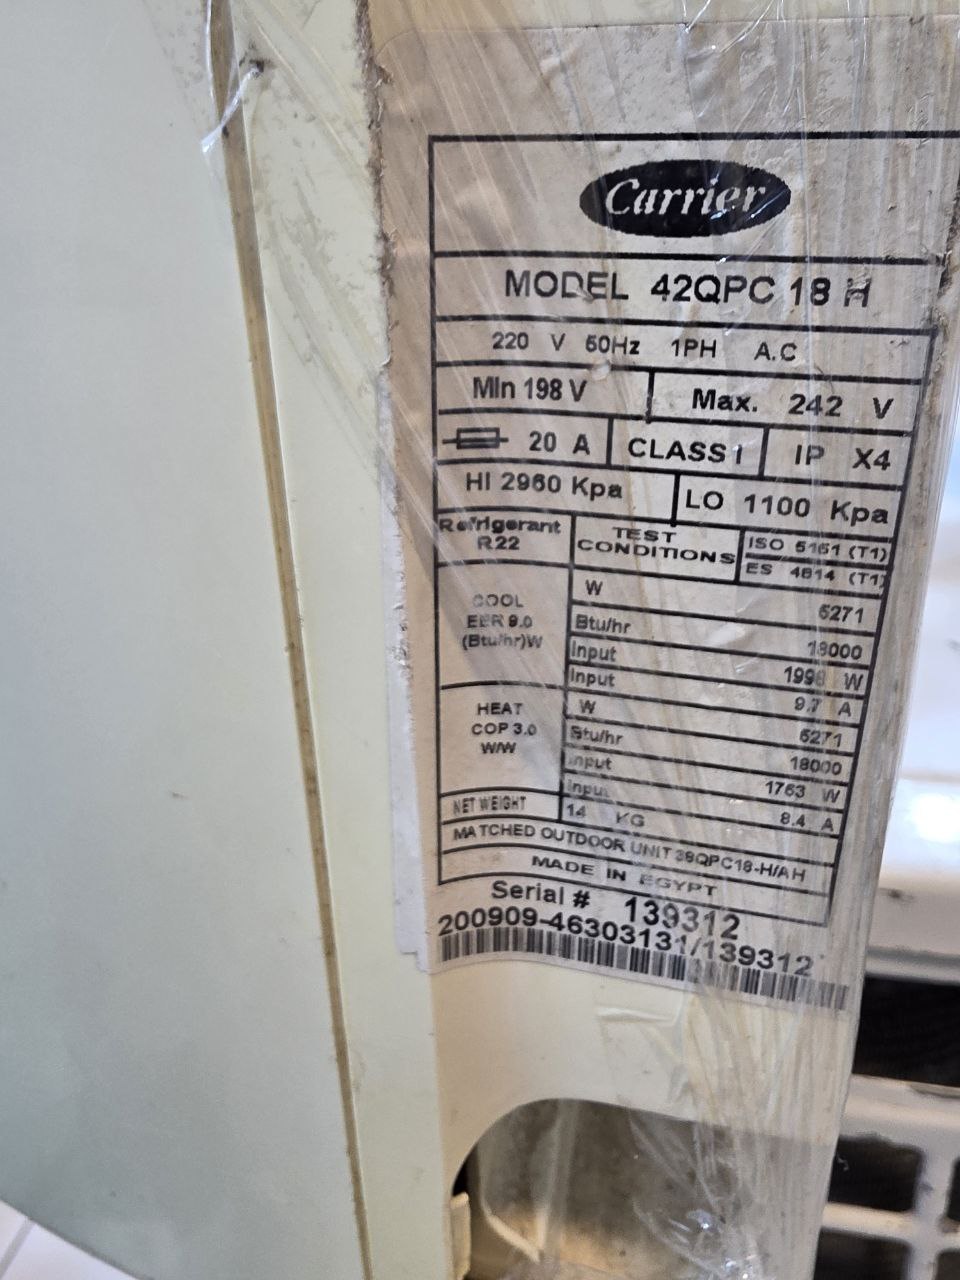 Carrier
MODEL 42QPC 18 H
220 V 50Hz 1PH A.C
MIn 198 V Max. 242 V
20 A CLASS I IP X4
HI 2960 Kpa LO 1100 Kpa
Refrigerant R22
TEST CONDITIONS
ISO 5151 (T1)
ES 4814 (T1)
COOL
EER 9.0
(Btu/hr)W
W 5271
Btu/hr 18000
Input 1998 W
Input 9.7 A
HEAT
COP 3.0
W/W
W 5271
Btu/hr 18000
Input 1763 W
Input 8.4 A
NET WEIGHT 14 KG
MATCHED OUTDOOR UNIT 38QPC18-H/AH
MADE IN EGYPT
Serial # 139312
200909-46303131/139312